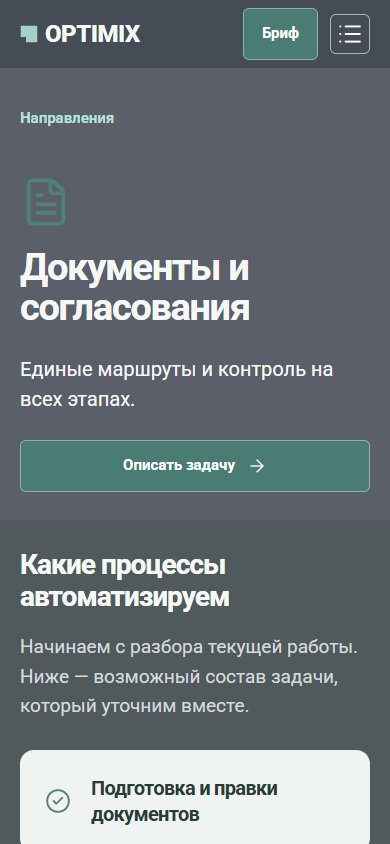 OPTIMIX
Бриф
Направления
Документы и
согласования
Единые маршруты и контроль на
всех этапах.
Описать задачу
Какие процессы
автоматизируем
Начинаем с разбора текущей работы.
Ниже — возможный состав задачи,
который уточним вместе.
Подготовка и правки
документов